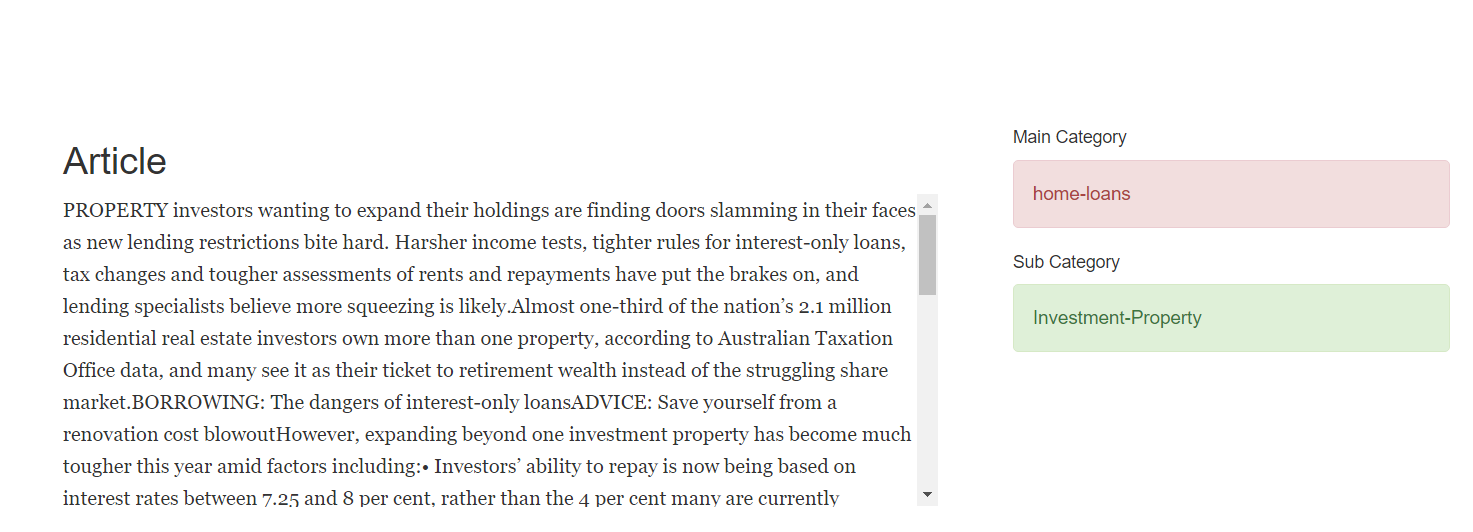 Article
PROPERTY investors wanting to expand their holdings are finding doors slamming in their faces
as new lending restrictions bite hard. Harsher income tests, tighter rules for interest-only loans,
tax changes and tougher assessments of rents and repayments have put the brakes on, and
lending specialists believe more squeezing is likely.Almost one-third of the nation’s 2.1 million
residential real estate investors own more than one property, according to Australian Taxation
Office data, and many see it as their ticket to retirement wealth instead of the struggling share
market.BORROWING: The dangers of interest-only loansADVICE: Save yourself from a
renovation cost blowoutHowever, expanding beyond one investment property has become much
tougher this year amid factors including:• Investors’ ability to repay is now being based on
interest rates between 7.25 and 8 per cent, rather than the 4 per cent many are currently
Main Category
home-loans
Sub Category
Investment-Property